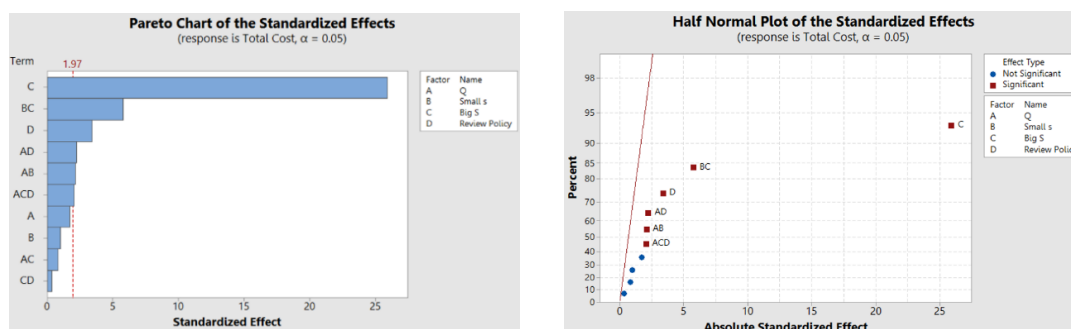 Pareto Chart of the Standardized Effects
(response is Total Cost, α = 0.05)
Term
1.97
C
BC
D
AD
AB
ACD
A
B
AC
CD
0 5 10 15 20 25
Standardized Effect
Factor Name
A Q
B Small s
C Big S
D Review Policy
Half Normal Plot of the Standardized Effects
(response is Total Cost, α = 0.05)
Percent
98
95
90
85
80
70
60
50
40
30
20
10
0
C
BC
D
AD
AB
ACD
0 5 10 15 20 25
Absolute Standardized Effect
Effect Type
Not Significant
Significant
Factor Name
A Q
B Small s
C Big S
D Review Policy